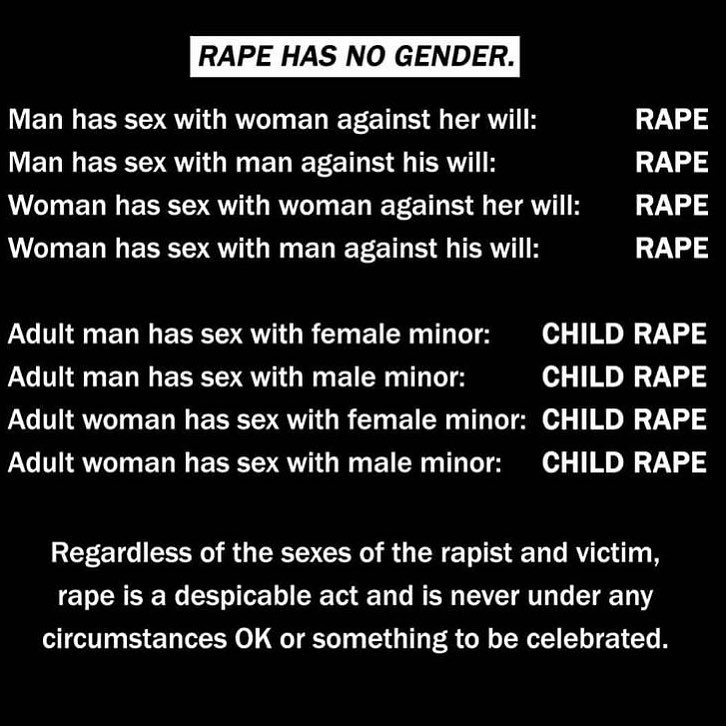 RAPE HAS NO GENDER.
Man has sex with woman against her will: RAPE
Man has sex with man against his will: RAPE
Woman has sex with woman against her will: RAPE
Woman has sex with man against his will: RAPE
Adult man has sex with female minor: CHILD RAPE
Adult man has sex with male minor: CHILD RAPE
Adult woman has sex with female minor: CHILD RAPE
Adult woman has sex with male minor: CHILD RAPE
Regardless of the sexes of the rapist and victim,
rape is a despicable act and is never under any
circumstances OK or something to be celebrated.